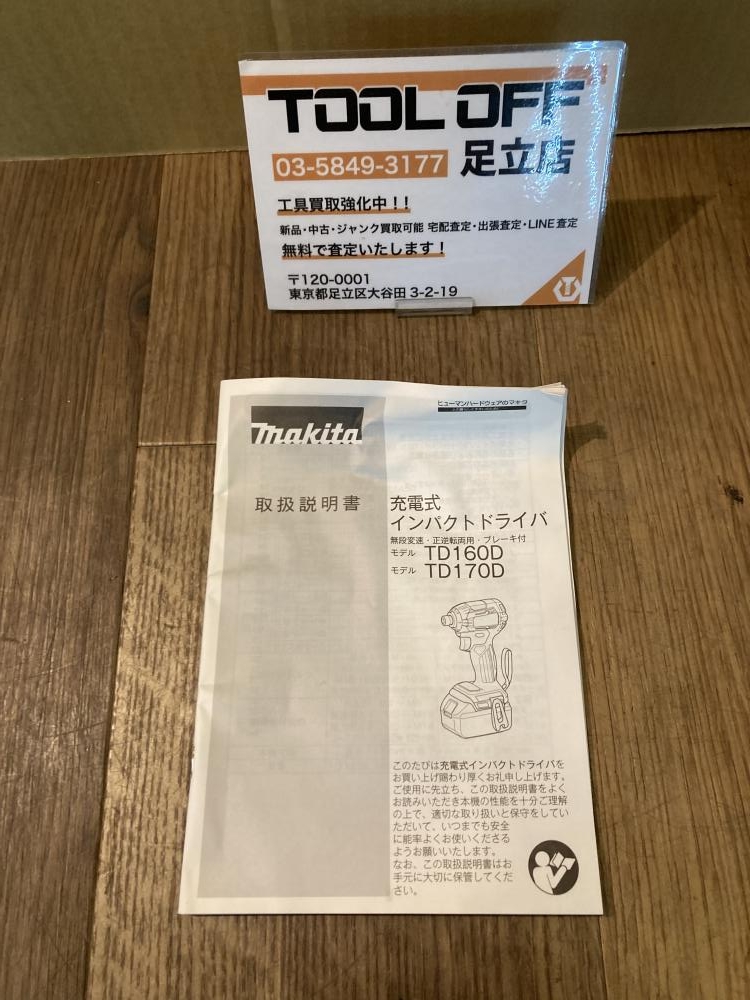 TOOL OFF
03-5849-3177 足立店
工具買取強化中！！
新品・中古・ジャンク買取可能 宅配査定・出張査定・LINE査定
無料で査定いたします！
〒120-0001
東京都足立区大谷田3-2-19
ヒューマンハードウェアのマキタ
makita
取扱説明書
充電式
インパクトドライバ
無段変速・正逆転両用・ブレーキ付
モデル TD160D
モデル TD170D
このたびは充電式インパクトドライバを
お買い上げ賜わり厚くお礼申し上げます。
ご使用に先立ち、この取扱説明書をよく
お読みいただき本機の性能を十分ご理解
の上で、適切な取り扱いと保守をしてい
ただいて、いつまでも安全
に能率よくお使いくださる
ようお願いいたします。
なお、この取扱説明書はお
手元に大切に保管してくだ
さい。